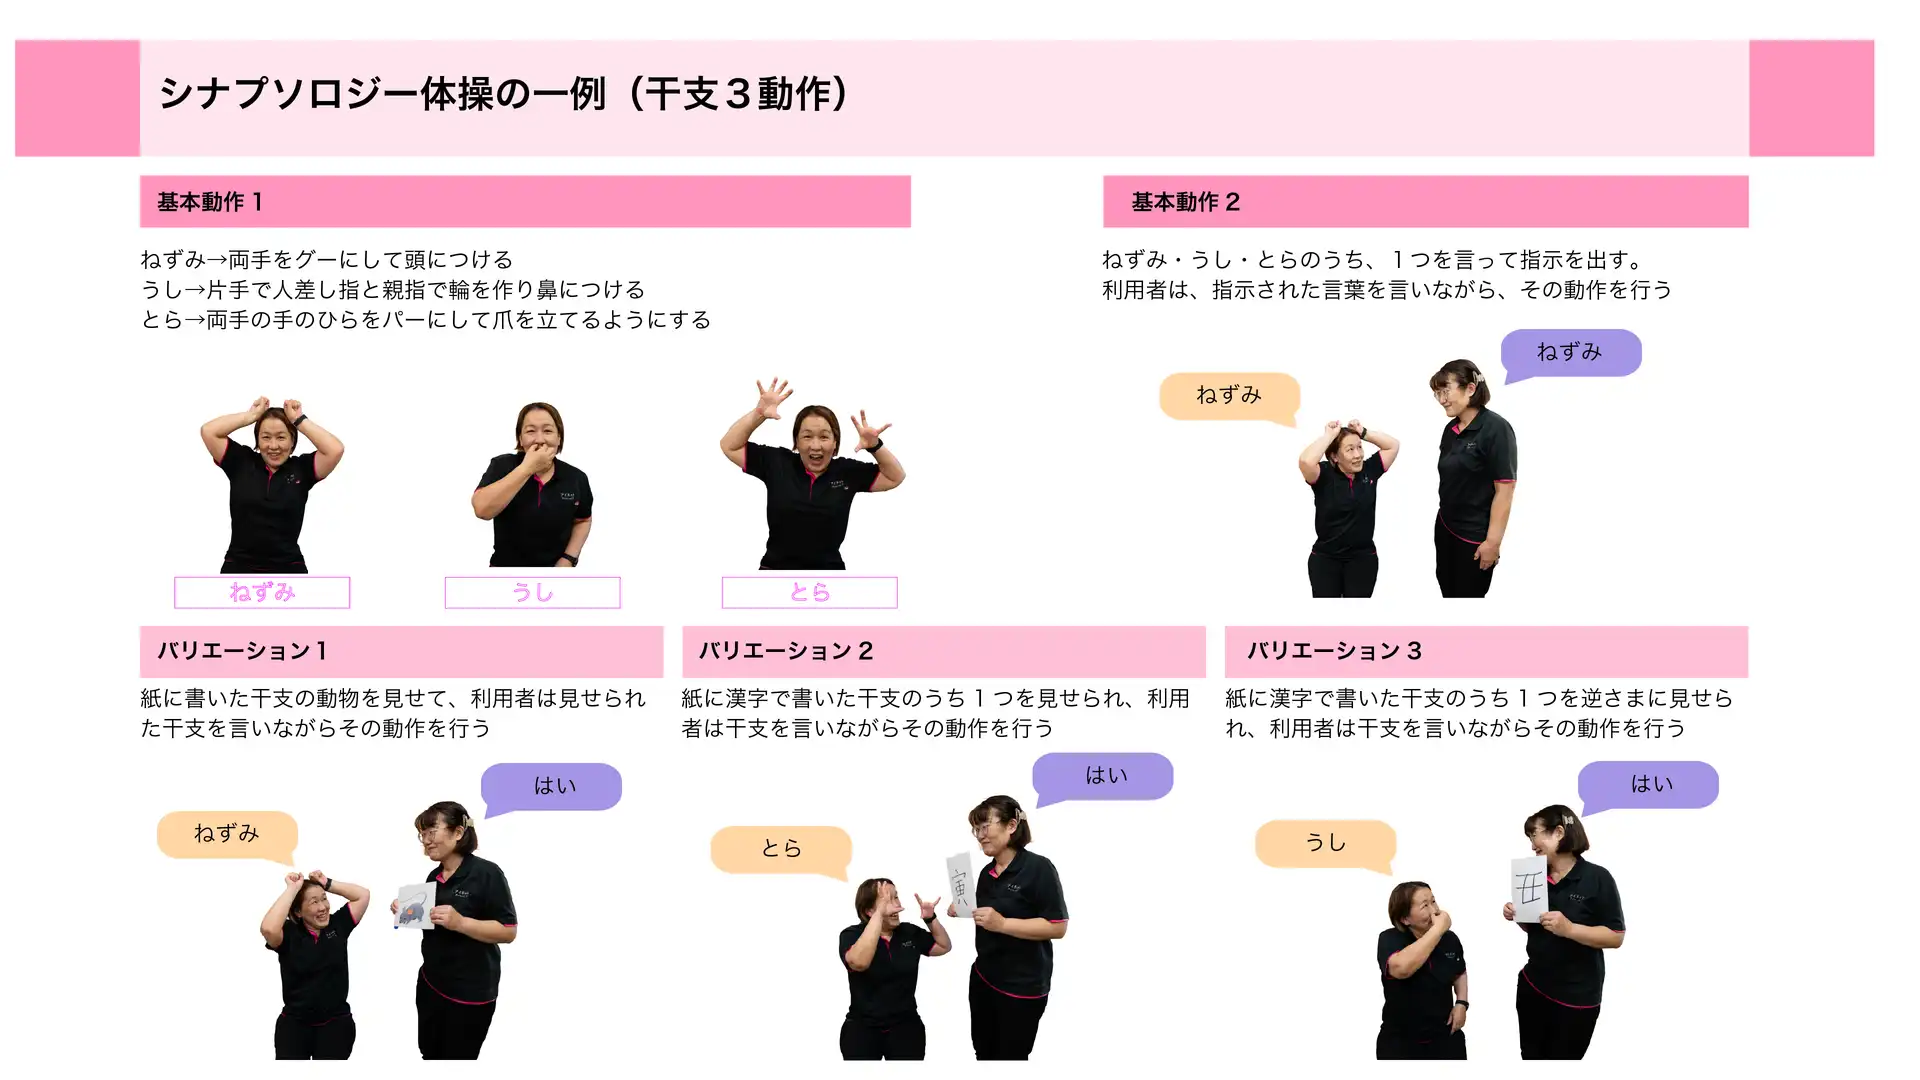 シナプソロジー体操の一例（干支３動作）
基本動作１
ねずみ→両手をグーにして頭につける
うし→片手で人差し指と親指で輪を作り鼻につける
とら→両手の手のひらをパーにして爪を立てるようにする
ねずみ
うし
とら
基本動作２
ねずみ・うし・とらのうち、１つを言って指示を出す。
利用者は、指示された言葉を言いながら、その動作を行う
ねずみ
ねずみ
バリエーション１
紙に書いた干支の動物を見せて、利用者は見せられ
た干支を言いながらその動作を行う
はい
ねずみ
バリエーション２
紙に漢字で書いた干支のうち１つを見せられ、利用
者は干支を言いながらその動作を行う
はい
とら
寅
バリエーション３
紙に漢字で書いた干支のうち１つを逆さまに見せら
れ、利用者は干支を言いながらその動作を行う
はい
うし
丑